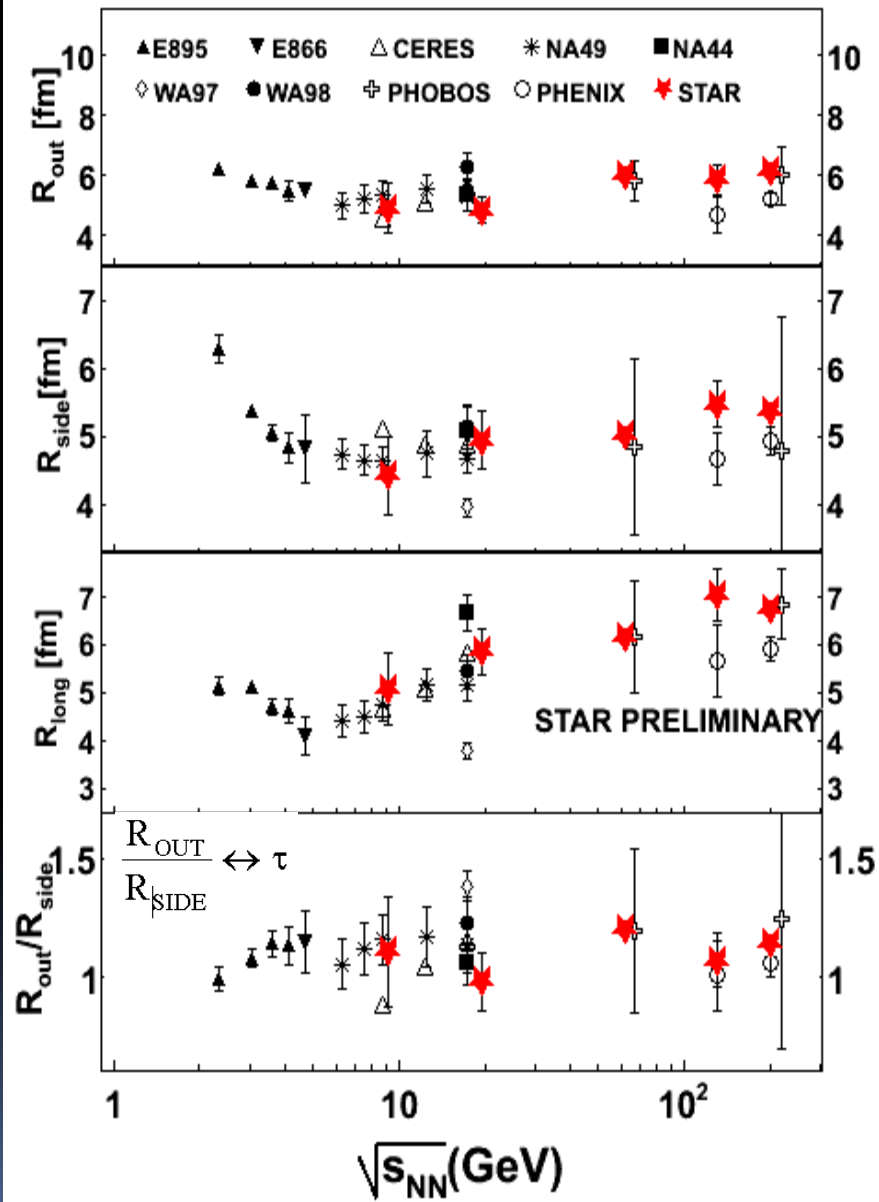 E895 E866 CERES NA49 NA44
WA97 WA98 PHOBOS PHENIX STAR
R_out [fm]
10 8 6 4
10 8 6 4
R_side[fm]
7 6 5 4
7 6 5 4
R_long[fm]
7 6 5 4 3
7 6 5 4 3
STAR PRELIMINARY
R_out/R_side
R_OUT
R_SIDE
↔ τ
1.5 1
1.5 1
1 10 10²
√s_NN(GeV)